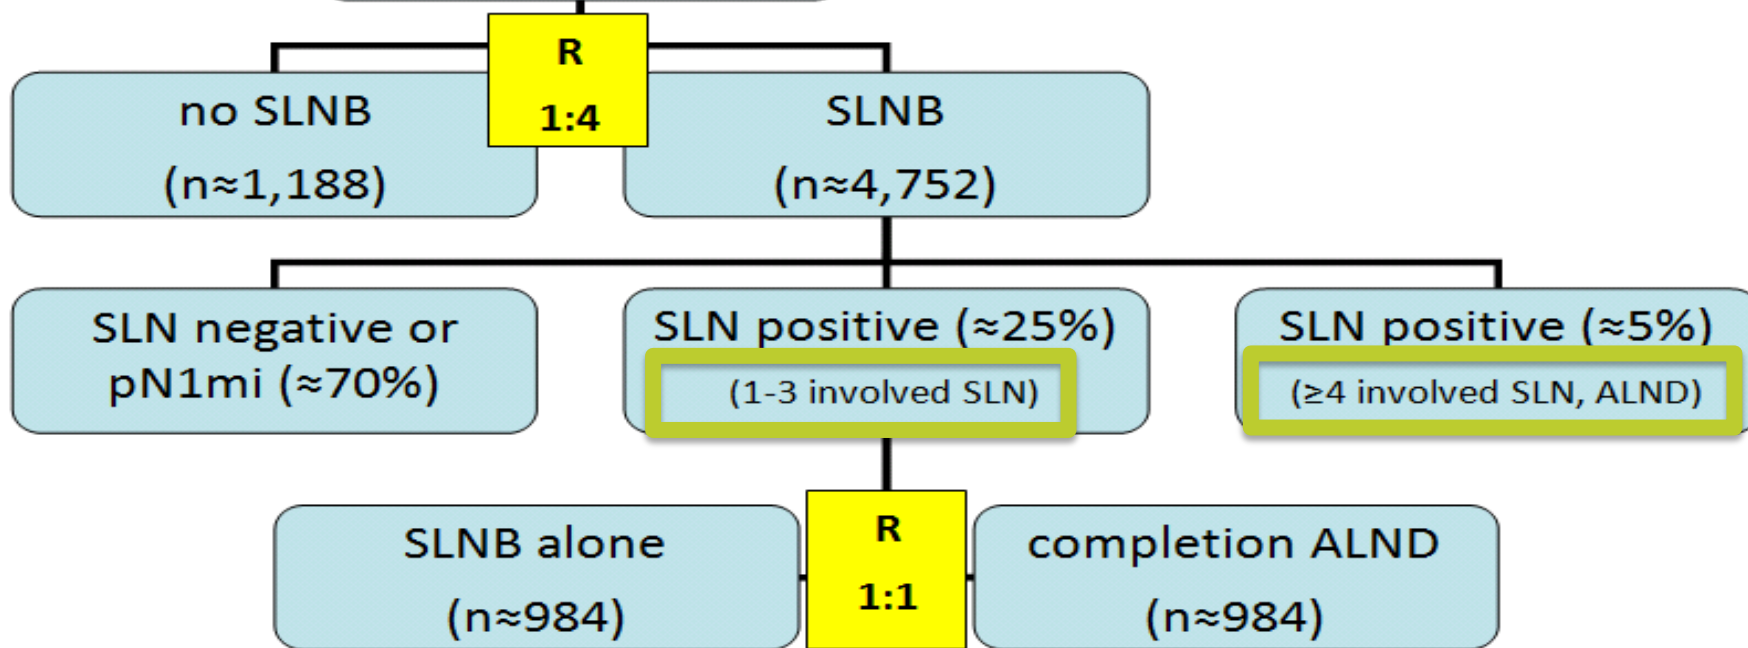 R
1:4
no SLNB
(n≈1,188)
SLNB
(n≈4,752)
SLN negative or
pN1mi (≈70%)
SLN positive (≈25%)
(1-3 involved SLN)
SLN positive (≈5%)
(≥4 involved SLN, ALND)
SLNB alone
(n≈984)
R
1:1
completion ALND
(n≈984)